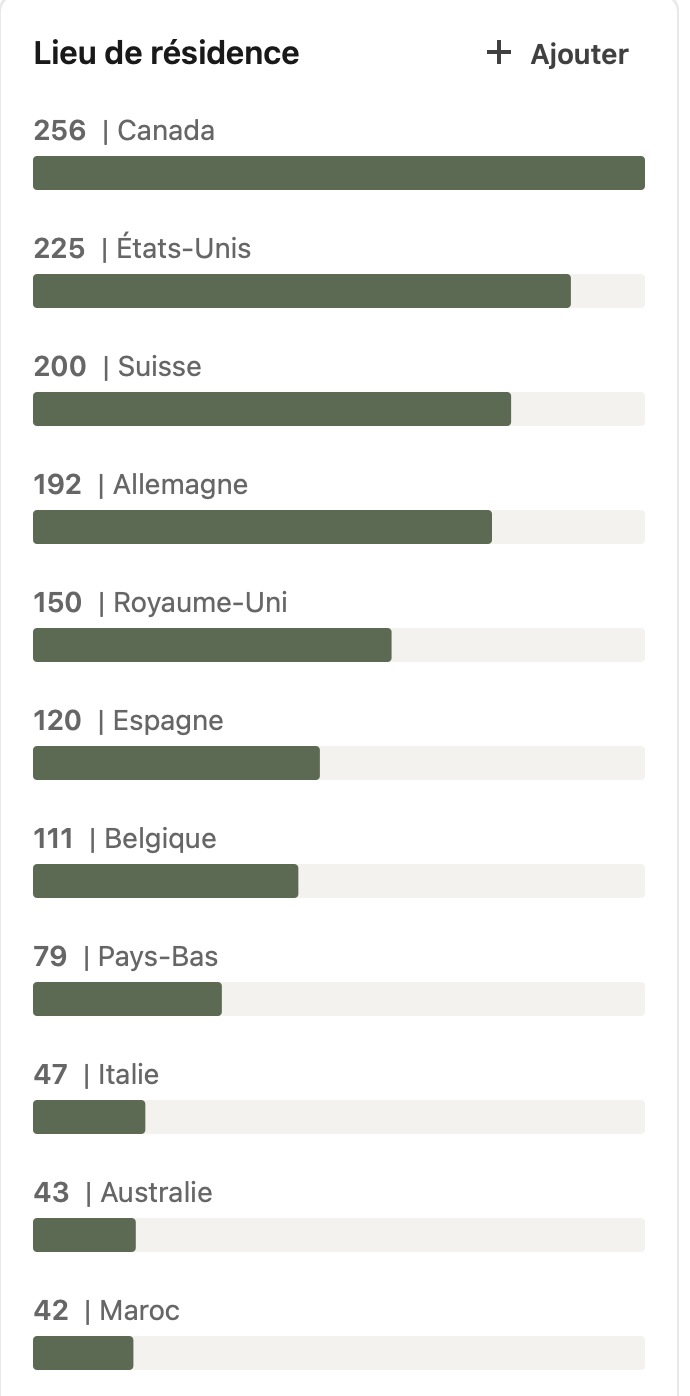 Lieu de résidence
+ Ajouter
256 | Canada
225 | États-Unis
200 | Suisse
192 | Allemagne
150 | Royaume-Uni
120 | Espagne
111 | Belgique
79 | Pays-Bas
47 | Italie
43 | Australie
42 | Maroc